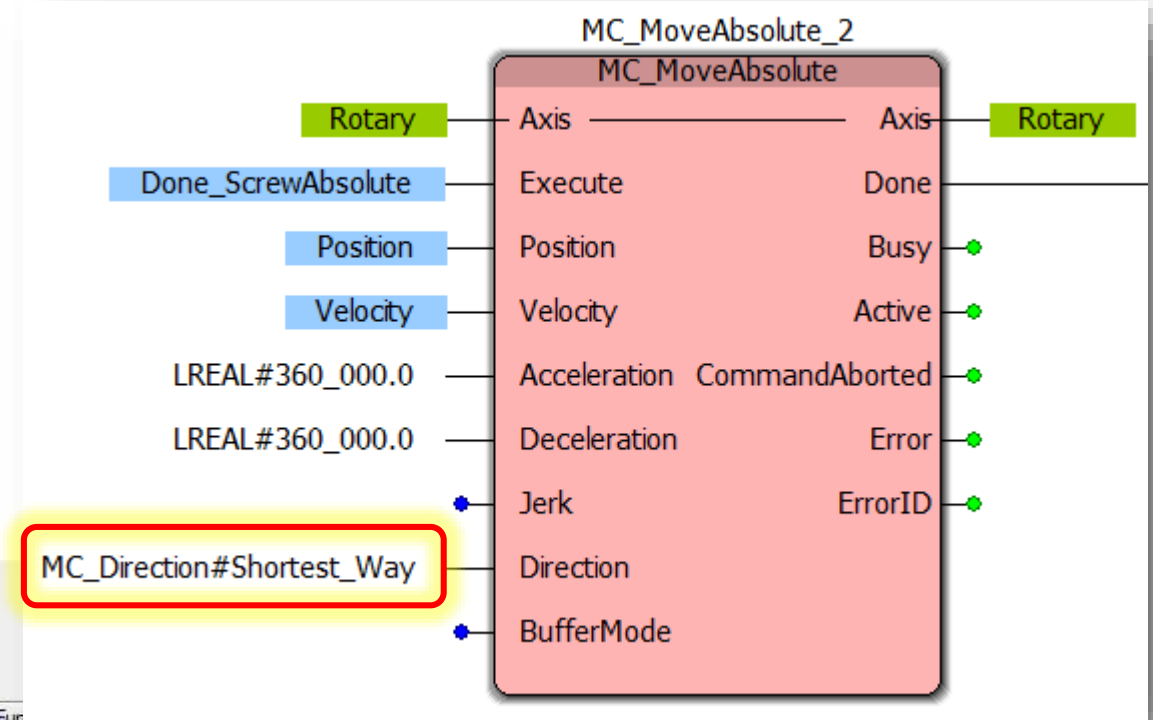 MC_MoveAbsolute_2
MC_MoveAbsolute
Rotary Axis Axis Rotary
Done_ScrewAbsolute Execute Done
Position Position Busy
Velocity Velocity Active
LREAL#360_000.0 Acceleration CommandAborted
LREAL#360_000.0 Deceleration Error
Jerk ErrorID
MC_Direction#Shortest_Way Direction
BufferMode